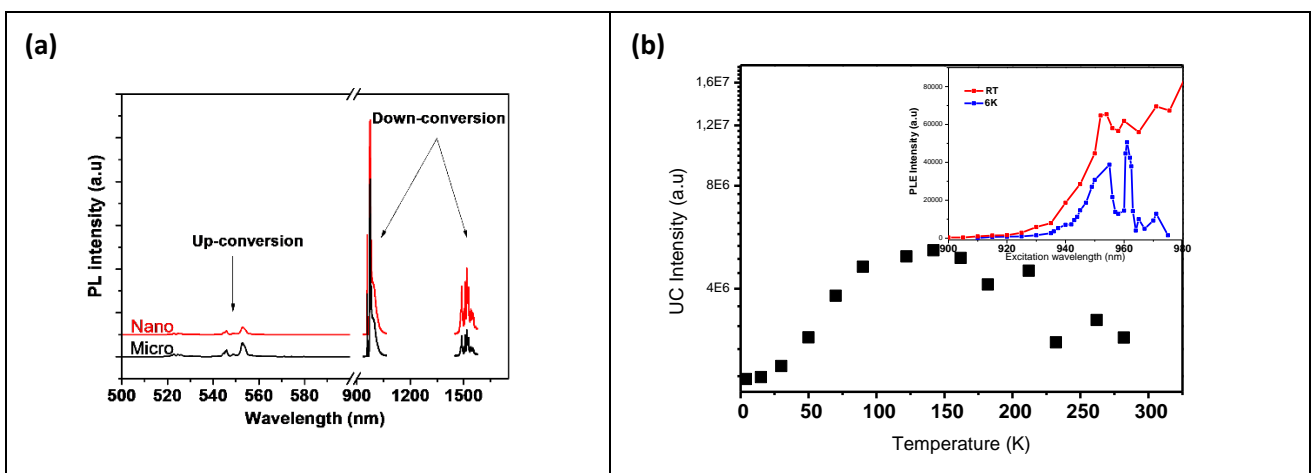 (a)
PL intensity (a.u)
Up-conversion
Down-conversion
Nano
Micro
500 520 540 560 580 900 1200 1500
Wavelength (nm)
(b)
UC Intensity (a.u)
1,6E7
1,2E7
8E6
4E6
0 50 100 150 200 250 300
Temperature (K)
PLE Intensity (a.u)
80000
60000
40000
20000
0
RT
6K
900 920 940 960 980
Excitation wavelength (nm)